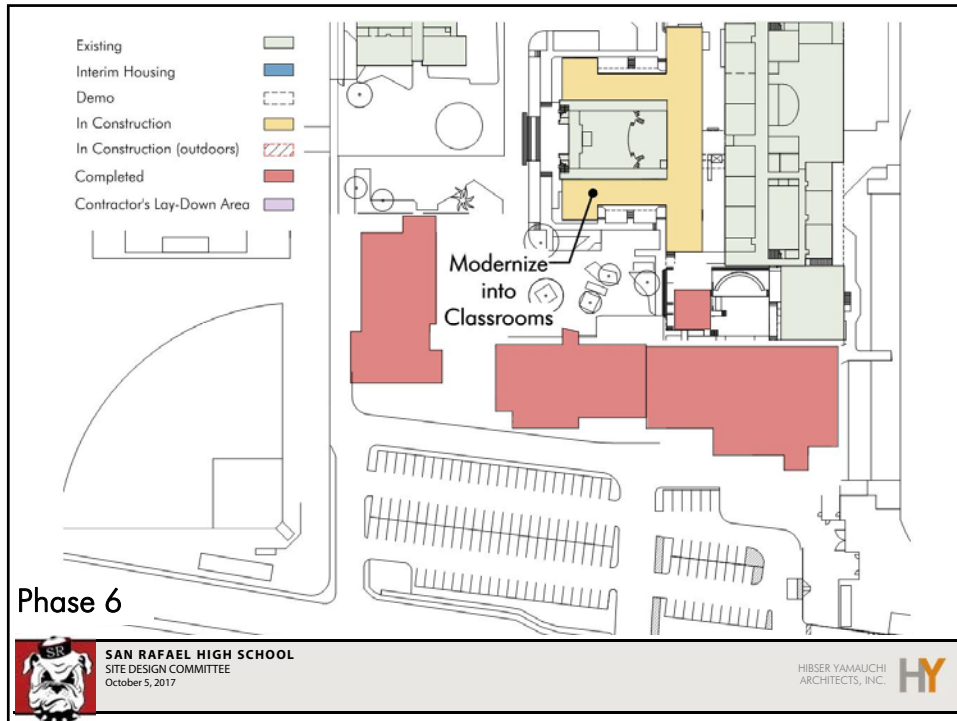 Existing
Interim Housing
Demo
In Construction
In Construction (outdoors)
Completed
Contractor's Lay-Down Area
Modernize
into
Classrooms
Phase 6
SR
SAN RAFAEL HIGH SCHOOL
SITE DESIGN COMMITTEE
October 5, 2017
HIBSER YAMAUCHI
ARCHITECTS, INC.
HY